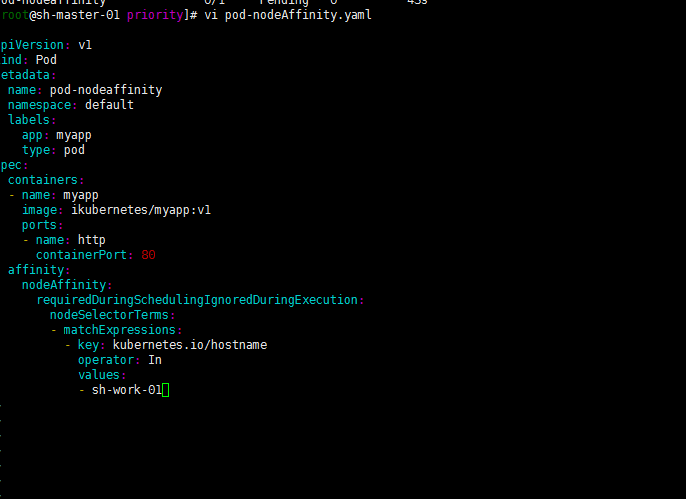 od-nodeaffinity 0/1 Pending 0 43s
root@sh-master-01 priority]# vi pod-nodeAffinity.yaml
piVersion: v1
ind: Pod
etadata:
name: pod-nodeaffinity
namespace: default
labels:
app: myapp
type: pod
pec:
containers:
- name: myapp
image: ikubernetes/myapp:v1
ports:
- name: http
containerPort: 80
affinity:
nodeAffinity:
requiredDuringSchedulingIgnoredDuringExecution:
nodeSelectorTerms:
- matchExpressions:
- key: kubernetes.io/hostname
operator: In
values:
- sh-work-01